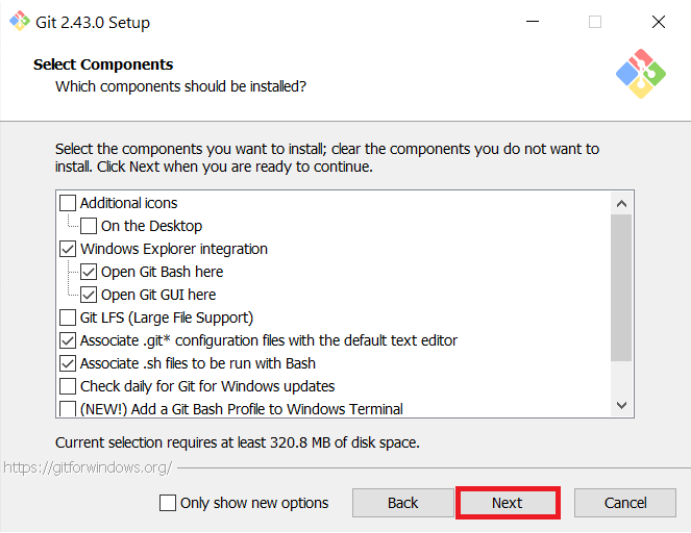 Git 2.43.0 Setup
Select Components
Which components should be installed?
Select the components you want to install; clear the components you do not want to
install. Click Next when you are ready to continue.
Additional icons
On the Desktop
Windows Explorer integration
Open Git Bash here
Open Git GUI here
Git LFS (Large File Support)
Associate .git* configuration files with the default text editor
Associate .sh files to be run with Bash
Check daily for Git for Windows updates
(NEW!) Add a Git Bash Profile to Windows Terminal
Current selection requires at least 320.8 MB of disk space.
https://gitforwindows.org/
Only show new options Back Next Cancel